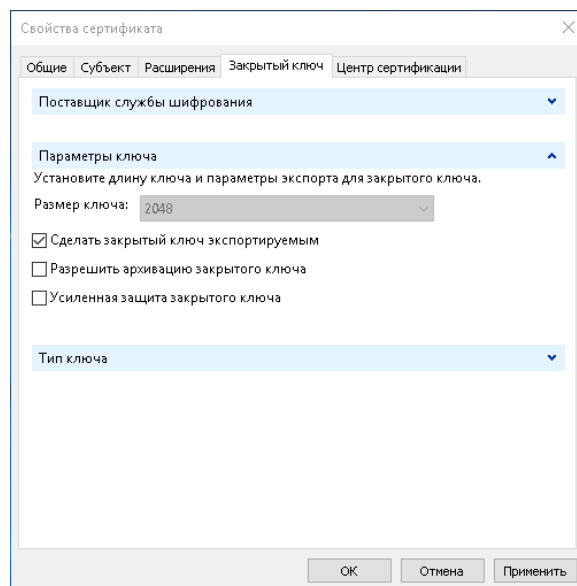 Свойства сертификата
Общие Субъект Расширения Закрытый ключ Центр сертификации
Поставщик службы шифрования
Параметры ключа
Установите длину ключа и параметры экспорта для закрытого ключа.
Размер ключа: 2048
Сделать закрытый ключ экспортируемым
Разрешить архивацию закрытого ключа
Усиленная защита закрытого ключа
Тип ключа
ОК Отмена Применить